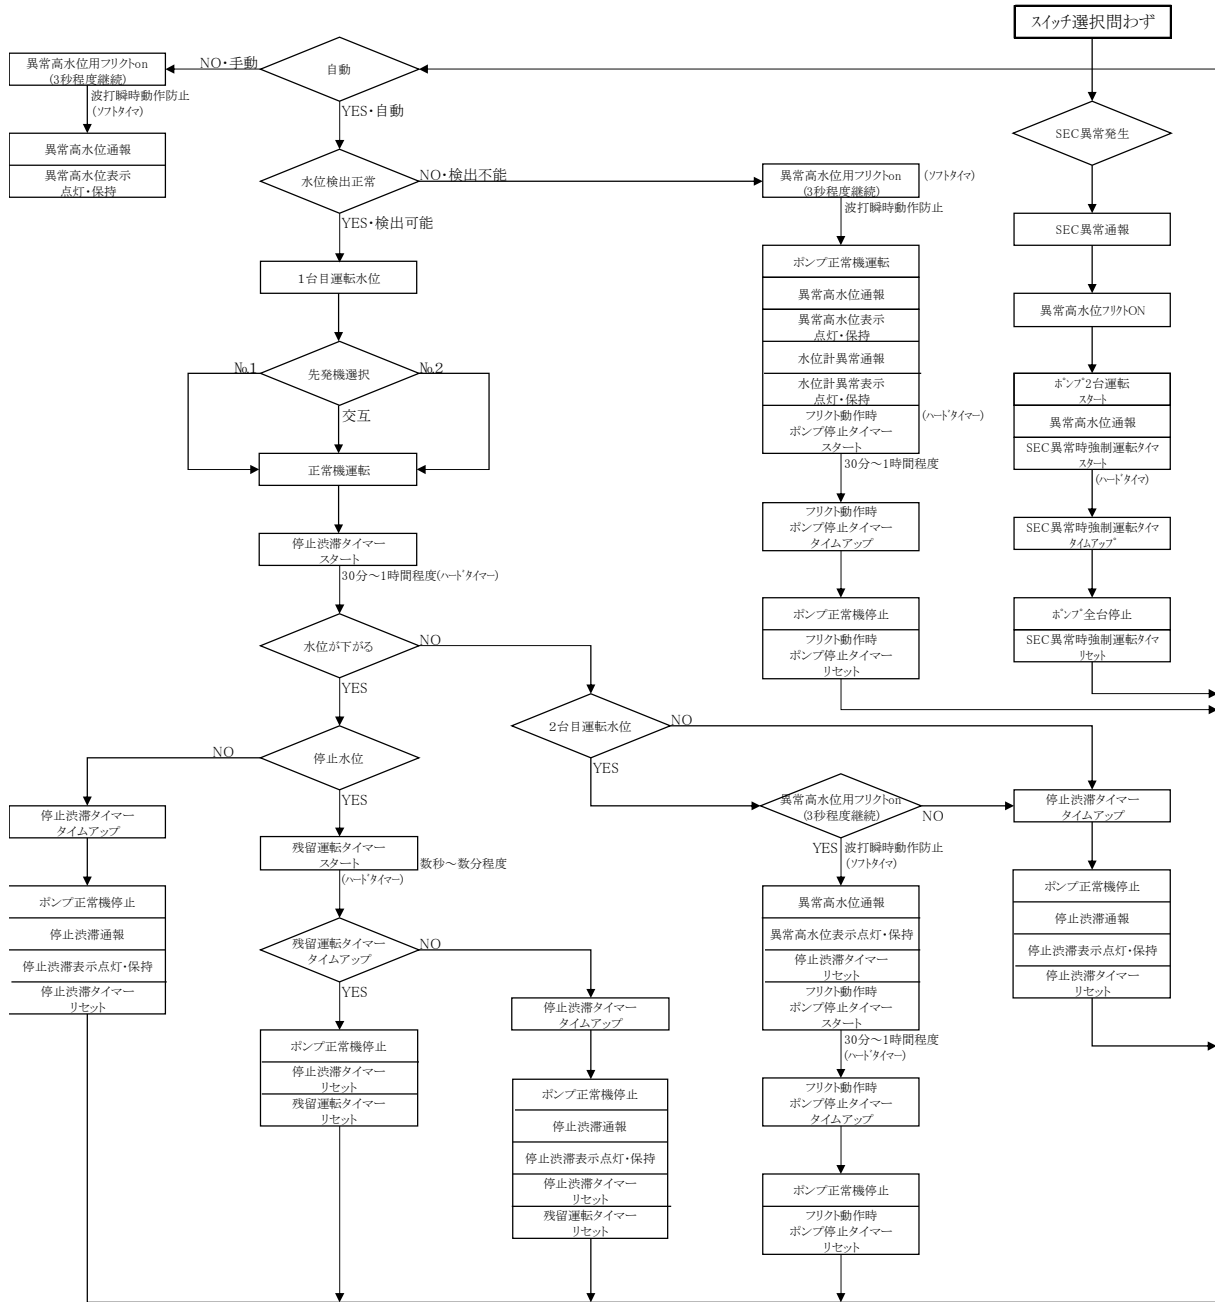 スイッチ選択問わず
異常高水位用フリクトon
(3秒程度継続)
NO・手動
自動
波打瞬時動作防止
(ソフトタイマ)
YES・自動
SEC異常発生
異常高水位通報
異常高水位表示
点灯・保持
水位検出正常
NO・検出不能
異常高水位用フリクトon
(3秒程度継続)
(ソフトタイマ)
波打瞬時動作防止
YES・検出可能
SEC異常通報
1台目運転水位
ポンプ正常機運転
異常高水位通報
異常高水位表示
点灯・保持
水位計異常通報
水位計異常表示
点灯・保持
フリクト動作時
ポンプ停止タイマー
スタート
(ハードタイマー)
30分～1時間程度
異常高水位フリクトON
№1
先発機選択
№2
交互
ポンプ2台運転
スタート
異常高水位通報
SEC異常時強制運転タイマ
スタート
(ハードタイマ)
正常機運転
停止渋滞タイマー
スタート
30分～1時間程度(ハードタイマー)
フリクト動作時
ポンプ停止タイマー
タイムアップ
SEC異常時強制運転タイマ
タイムアップ
水位が下がる
NO
YES
ポンプ正常機停止
フリクト動作時
ポンプ停止タイマー
リセット
ポンプ全台停止
SEC異常時強制運転タイマ
リセット
2台目運転水位
NO
YES
NO
停止水位
YES
停止渋滞タイマー
タイムアップ
異常高水位用フリクトon
(3秒程度継続)
NO
YES
波打瞬時動作防止
(ソフトタイマ)
停止渋滞タイマー
タイムアップ
残留運転タイマー
スタート
数秒～数分程度
(ハードタイマー)
ポンプ正常機停止
停止渋滞通報
停止渋滞表示点灯・保持
停止渋滞タイマー
リセット
残留運転タイマー
タイムアップ
NO
YES
異常高水位通報
異常高水位表示点灯・保持
停止渋滞タイマー
リセット
フリクト動作時
ポンプ停止タイマー
スタート
30分～1時間程度
(ハードタイマー)
ポンプ正常機停止
停止渋滞通報
停止渋滞表示点灯・保持
停止渋滞タイマー
リセット
停止渋滞タイマー
タイムアップ
ポンプ正常機停止
停止渋滞タイマー
リセット
残留運転タイマー
リセット
ポンプ正常機停止
停止渋滞通報
停止渋滞表示点灯・保持
停止渋滞タイマー
リセット
残留運転タイマー
リセット
フリクト動作時
ポンプ停止タイマー
タイムアップ
ポンプ正常機停止
フリクト動作時
ポンプ停止タイマー
リセット